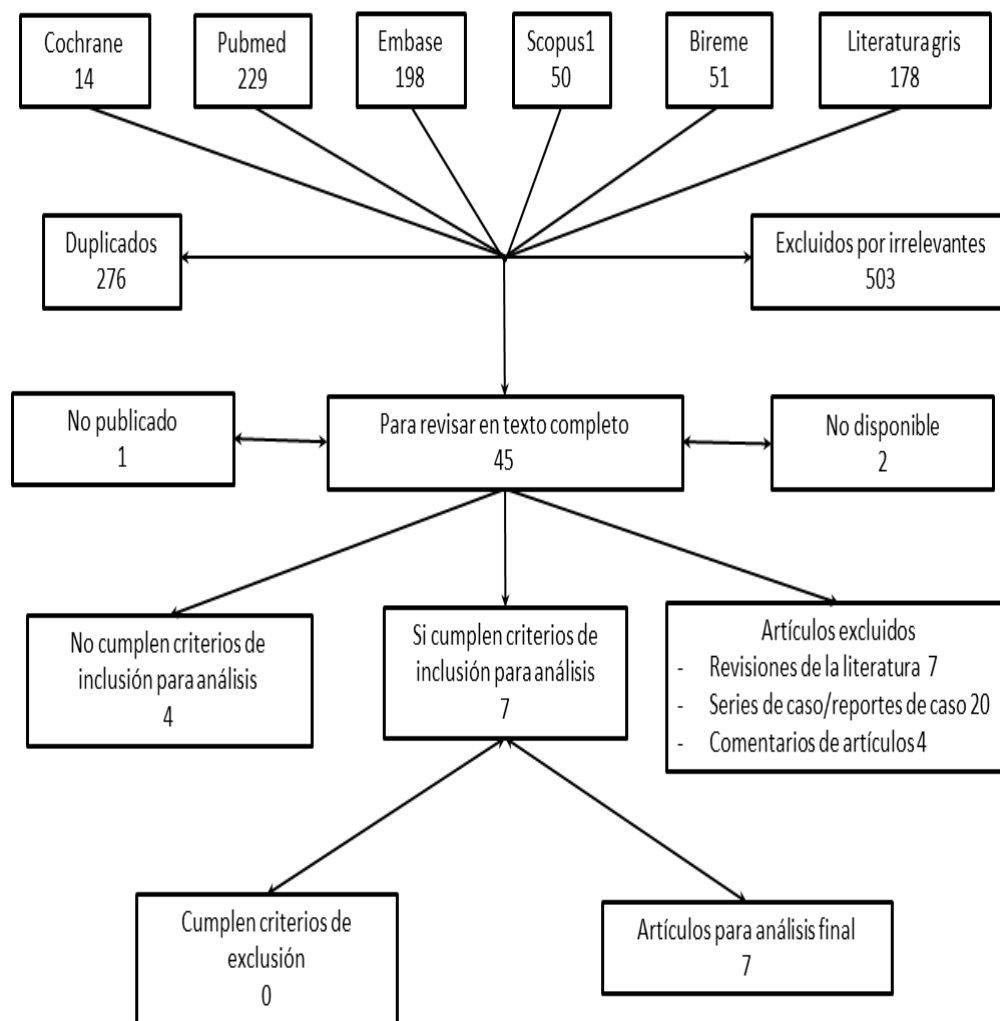 Cochrane
14
Pubmed
229
Embase
198
Scopus1
50
Bireme
51
Literatura gris
178
Duplicados
276
Excluidos por irrelevantes
503
No publicado
1
Para revisar en texto completo
45
No disponible
2
No cumplen criterios de
inclusión para análisis
4
Si cumplen criterios de
inclusión para análisis
7
Artículos excluidos
- Revisiones de la literatura 7
- Series de caso/reportes de caso 20
- Comentarios de artículos 4
Cumplen criterios de
exclusión
0
Artículos para análisis final
7